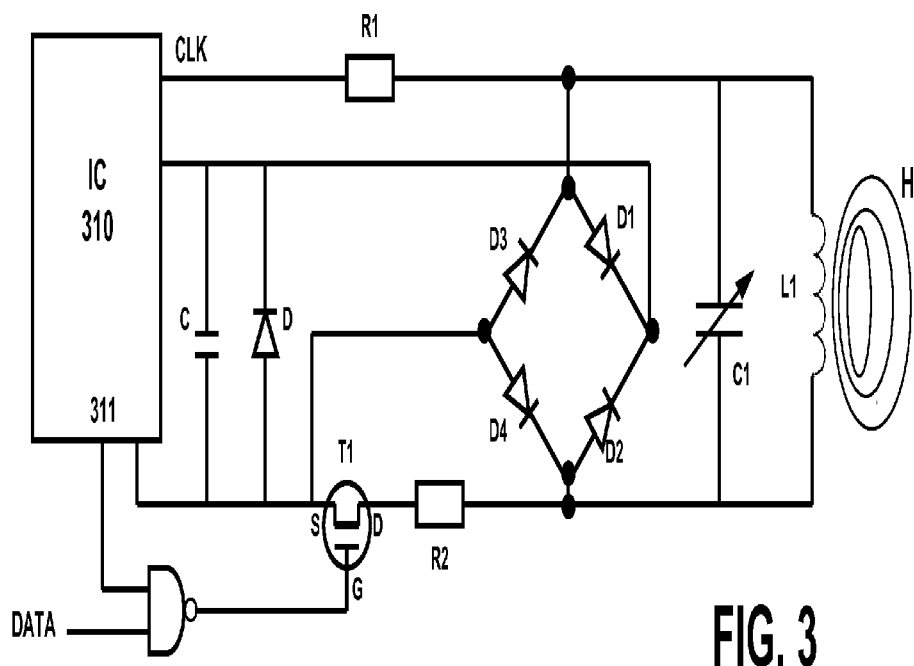 R1
CLK
IC
310
H
D3
D1
L1
C
D
C1
311
D4
D2
T1
S
D
R2
G
DATA
FIG. 3